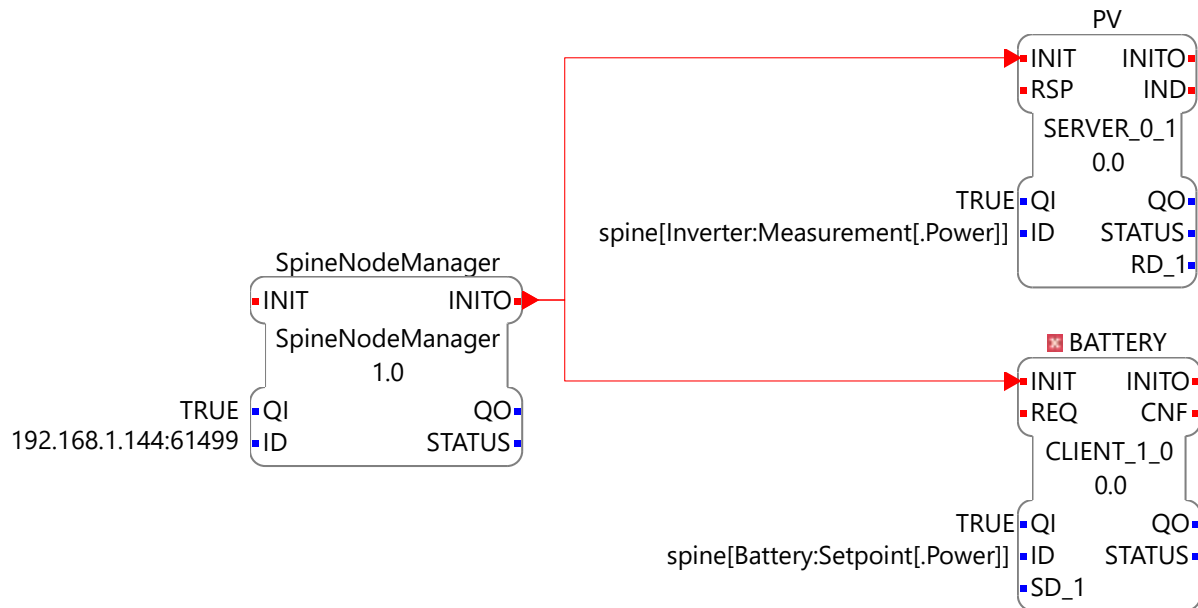 PV
INIT INITO
RSP IND
SERVER_0_1
0.0
TRUE QI QO
spine[Inverter:Measurement[.Power]] ID STATUS
RD_1
SpineNodeManager
INIT INITO
SpineNodeManager
1.0
TRUE QI QO
192.168.1.144:61499 ID STATUS
BATTERY
INIT INITO
REQ CNF
CLIENT_1_0
0.0
TRUE QI QO
spine[Battery:Setpoint[.Power]] ID STATUS
SD_1